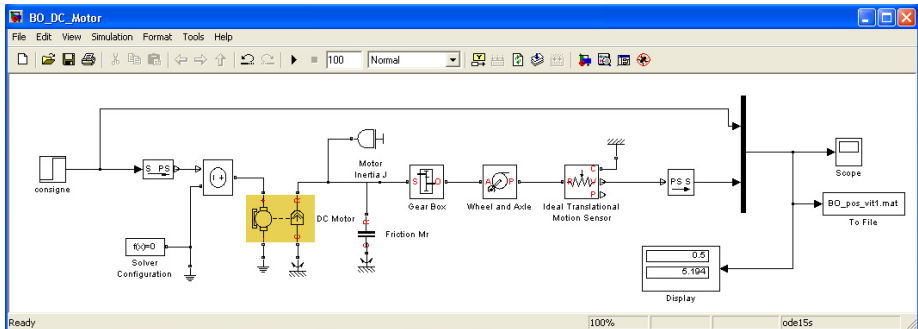 BO_DC_Motor
File Edit View Simulation Format Tools Help
100 Normal
consigne
S PS
f(x)=0
Solver
Configuration
DC Motor
Motor
Inertia J
Friction Mr
S O
Gear Box
A P
Wheel and Axle
R C V P
Ideal Translational
Motion Sensor
PS S
Scope
BO_pos_vit1.mat
To File
0.5
5.194
Display
Ready 100% ode15s